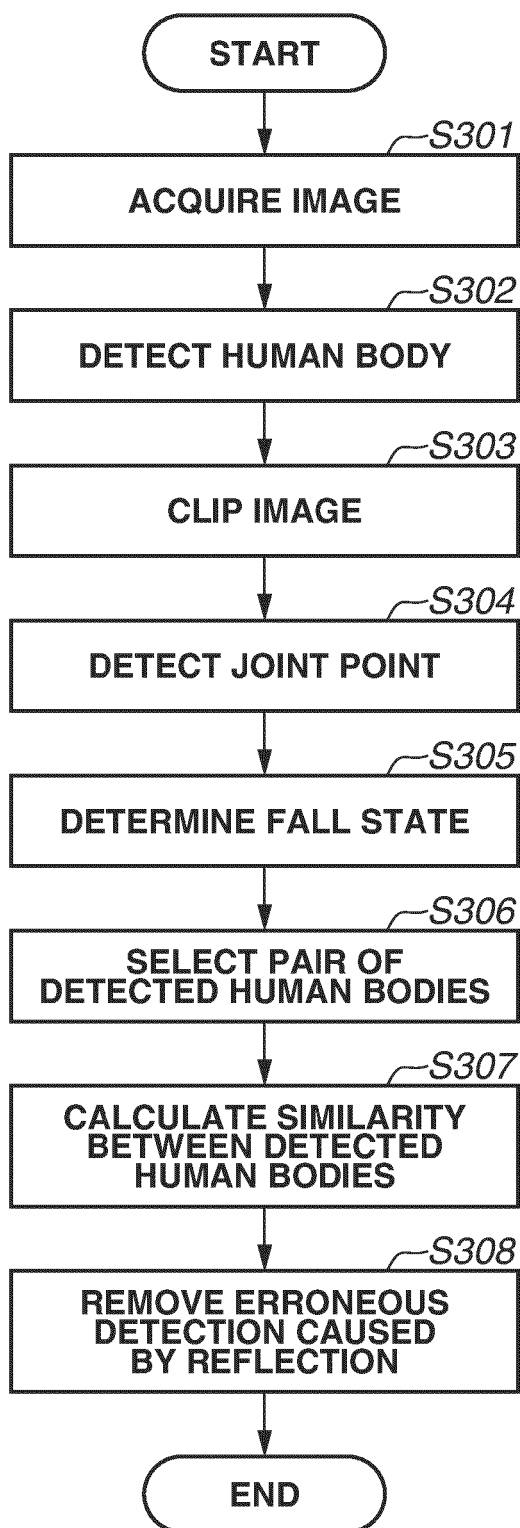 START
S301
ACQUIRE IMAGE
S302
DETECT HUMAN BODY
S303
CLIP IMAGE
S304
DETECT JOINT POINT
S305
DETERMINE FALL STATE
S306
SELECT PAIR OF
DETECTED HUMAN BODIES
S307
CALCULATE SIMILARITY
BETWEEN DETECTED
HUMAN BODIES
S308
REMOVE ERRONEOUS
DETECTION CAUSED
BY REFLECTION
END